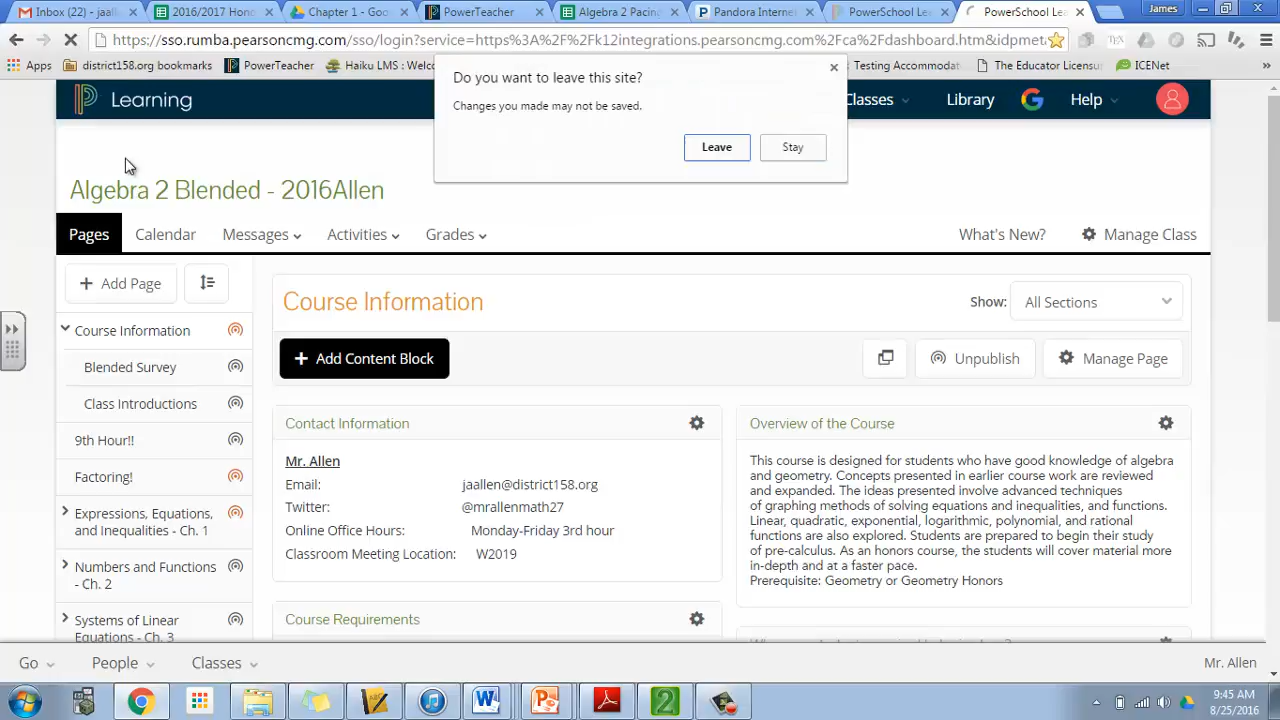 Inbox (22) - jaall
2016/2017 Hono
Chapter 1 - Goo
PowerTeacher
Algebra 2 Pacin
Pandora Interne
PowerSchool Le
PowerSchool Lea
James
https://sso.rumba.pearsoncmg.com/sso/login?service=https%3A%2F%2Fk12integrations.pearsoncmg.com%2Fca%2Fdashboard.htm&idpmet
Apps
district158.org bookmarks
PowerTeacher
Haiku LMS : Welco
Testing Accommodat
The Educator Licensu
ICENet
Do you want to leave this site?
Changes you made may not be saved.
Leave
Stay
Learning
Classes
Library
Help
Algebra 2 Blended - 2016Allen
Pages
Calendar
Messages
Activities
Grades
What's New?
Manage Class
+ Add Page
Course Information
Show:
All Sections
Course Information
Blended Survey
Class Introductions
9th Hour!!
Factoring!
Expressions, Equations,
and Inequalities - Ch. 1
Numbers and Functions
- Ch. 2
Systems of Linear
Equations - Ch. 3
+ Add Content Block
Unpublish
Manage Page
Contact Information
Mr. Allen
Email: jaallen@district158.org
Twitter: @mrallenmath27
Online Office Hours: Monday-Friday 3rd hour
Classroom Meeting Location: W2019
Course Requirements
Overview of the Course
This course is designed for students who have good knowledge of algebra
and geometry. Concepts presented in earlier course work are reviewed
and expanded. The ideas presented involve advanced techniques
of graphing methods of solving equations and inequalities, and functions.
Linear, quadratic, exponential, logarithmic, polynomial, and rational
functions are also explored. Students are prepared to begin their study
of pre-calculus. As an honors course, the students will cover material more
in-depth and at a faster pace.
Prerequisite: Geometry or Geometry Honors
Go
People
Classes
Mr. Allen
9:45 AM
8/25/2016